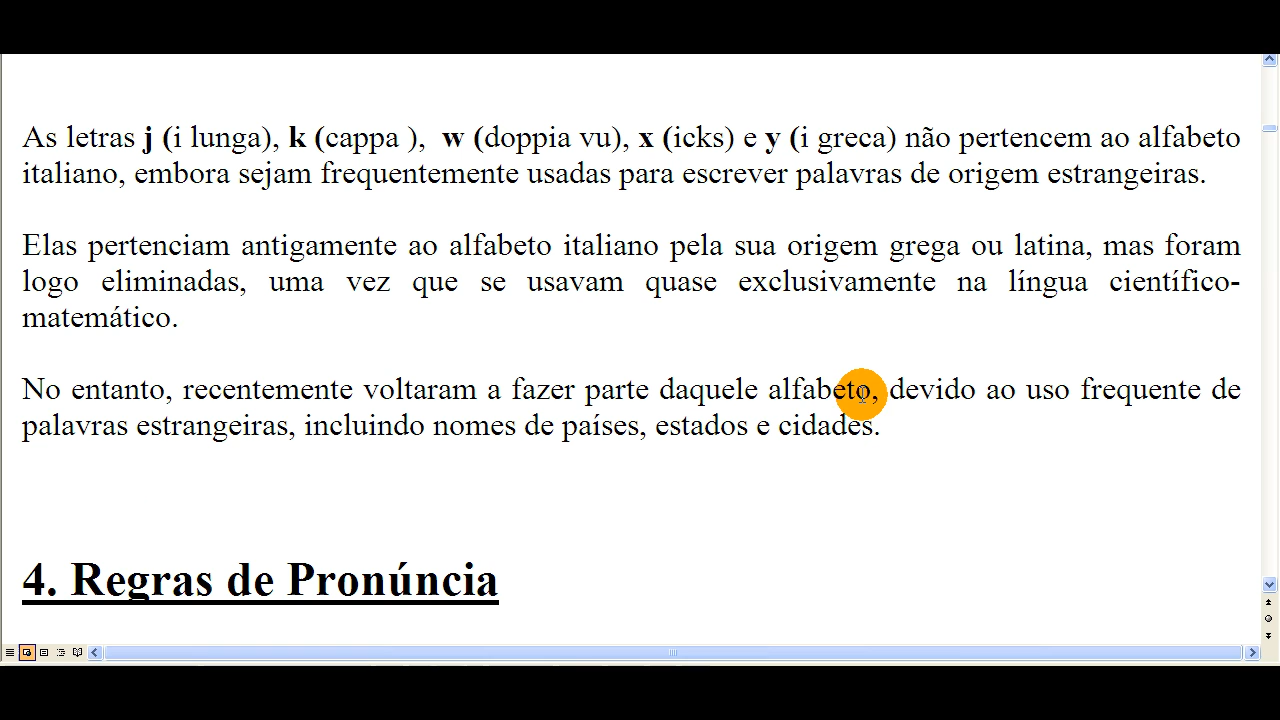 As letras j (i lunga), k (cappa ), w (doppia vu), x (icks) e y (i greca) não pertencem ao alfabeto
italiano, embora sejam frequentemente usadas para escrever palavras de origem estrangeiras.
Elas pertenciam antigamente ao alfabeto italiano pela sua origem grega ou latina, mas foram
logo eliminadas, uma vez que se usavam quase exclusivamente na língua científico-
matemático.
No entanto, recentemente voltaram a fazer parte daquele alfabeto, devido ao uso frequente de
palavras estrangeiras, incluindo nomes de países, estados e cidades.
4. Regras de Pronúncia